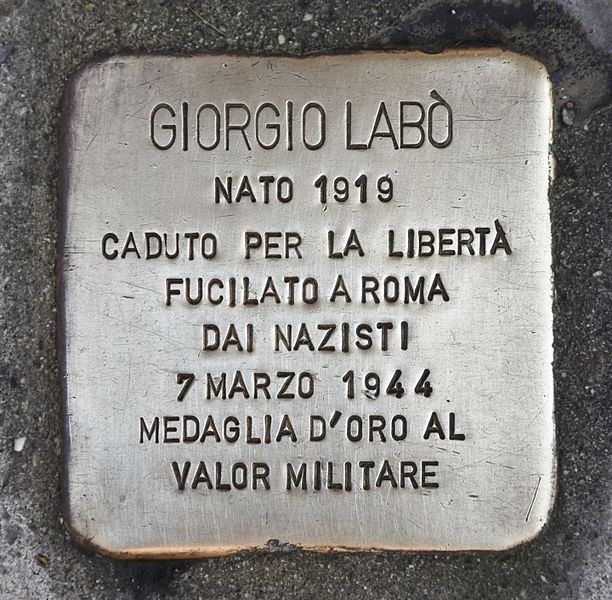 GIORGIO LABÒ
NATO 1919
CADUTO PER LA LIBERTÀ
FUCILATO A ROMA
DAI NAZISTI
7 MARZO 1944
MEDAGLIA D'ORO AL
VALOR MILITARE